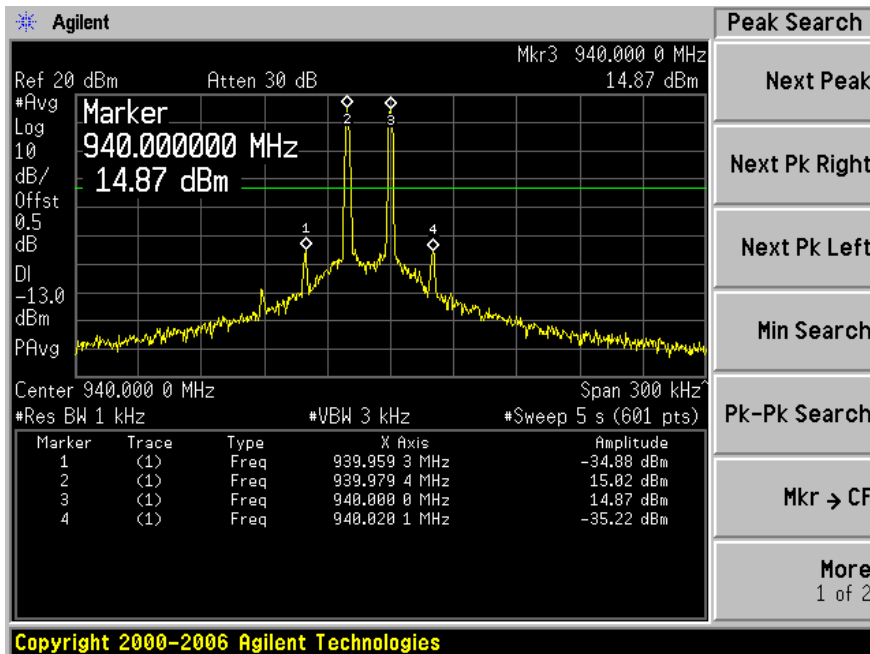 Agilent
Peak Search
Mkr3 940.000 0 MHz
Ref 20 dBm Atten 30 dB 14.87 dBm
#Avg
Log
10
dB/
Offst
0.5
dB
DI
-13.0
dBm
PAvg
Marker
940.000000 MHz
14.87 dBm
1
2
3
4
Center 940.000 0 MHz Span 300 kHz^
#Res BW 1 kHz #VBW 3 kHz #Sweep 5 s (601 pts)
Marker Trace Type X Axis Amplitude
1 (1) Freq 939.959 3 MHz -34.88 dBm
2 (1) Freq 939.979 4 MHz 15.02 dBm
3 (1) Freq 940.000 0 MHz 14.87 dBm
4 (1) Freq 940.020 1 MHz -35.22 dBm
Next Peak
Next Pk Right
Next Pk Left
Min Search
Pk-Pk Search
Mkr → CF
More
1 of 2
Copyright 2000-2006 Agilent Technologies